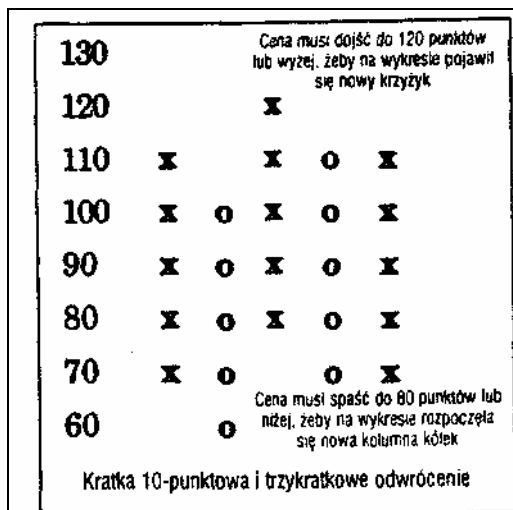 130
Cena musi dojść do 120 punktów
lub wyżej, żeby na wykresie pojawił
się nowy krzyżyk
120 x
110 x x o x
100 x o x o x
90 x o x o x
80 x o x o x
70 x o o x
Cena musi spaść do 80 punktów lub
niżej, żeby na wykresie rozpoczęła
się nowa kolumna kółek
60 o
Kratka 10-punktowa i trzykratkowe odwrócenie